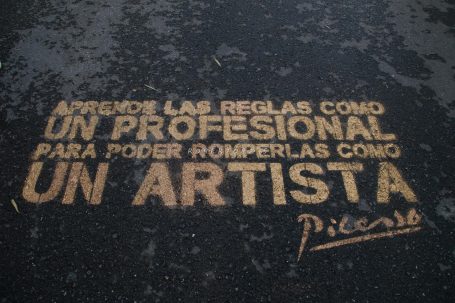 APRENDE LAS REGLAS COMO
UN PROFESIONAL
PARA PODER ROMPERLAS COMO
UN ARTISTA
Picasso